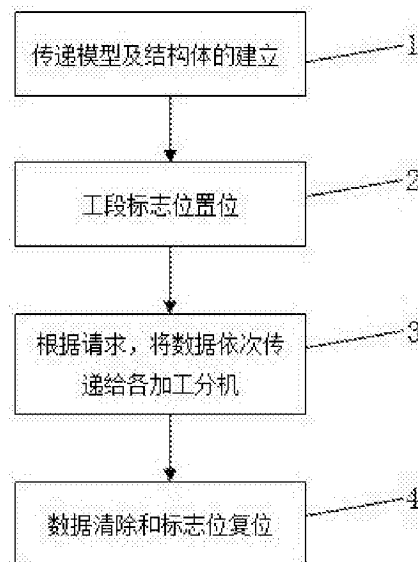 传递模型及结构体的建立
1
工段标志位置位
2
根据请求，将数据依次传
递给各加工分机
3
数据清除和标志位复位
4